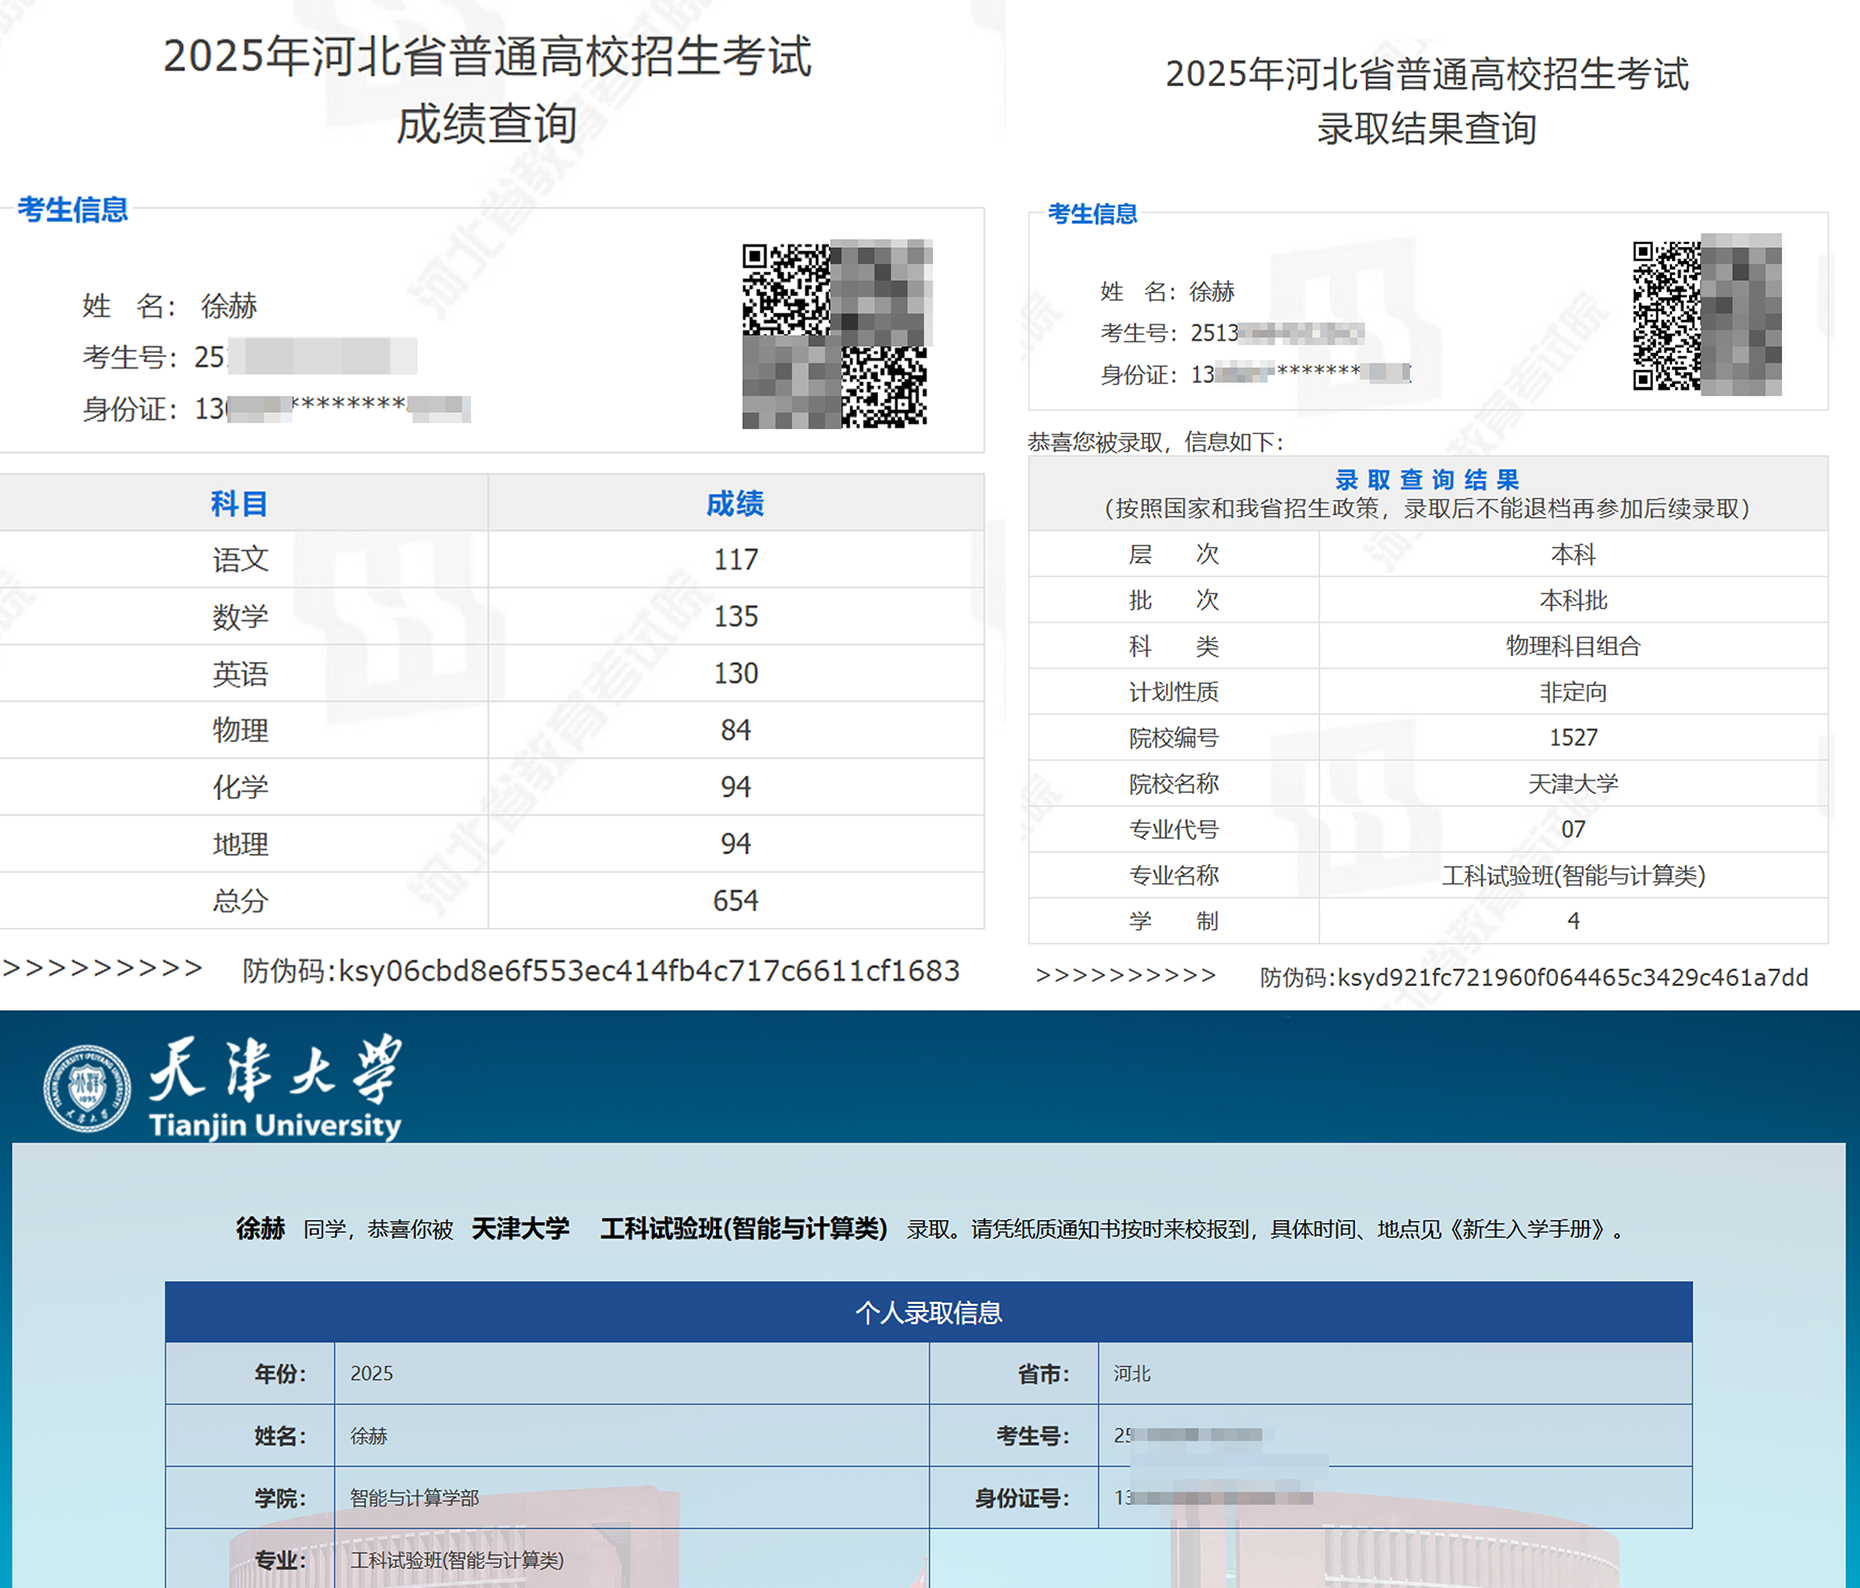 2025年河北省普通高校招生考试
成绩查询
考生信息
姓 名： 徐赫
考生号：25
身份证：13*********
科目 成绩
语文 117
数学 135
英语 130
物理 84
化学 94
地理 94
总分 654
>>>>>>>>> 防伪码:ksy06cbd8e6f553ec414fb4c717c6611cf1683
2025年河北省普通高校招生考试
录取结果查询
考生信息
姓 名：徐赫
考生号：2513
身份证：13********
恭喜您被录取，信息如下：
录取查询结果
（按照国家和我省招生政策，录取后不能退档再参加后续录取）
层 次 本科
批 次 本科批
科 类 物理科目组合
计划性质 非定向
院校编号 1527
院校名称 天津大学
专业代号 07
专业名称 工科试验班(智能与计算类)
学 制 4
>>>>>>>>>> 防伪码:ksyd921fc721960f064465c3429c461a7dd
天津大学
Tianjin University
徐赫 同学，恭喜你被 天津大学 工科试验班(智能与计算类) 录取。请凭纸质通知书按时来校报到，具体时间、地点见《新生入学手册》。
个人录取信息
年份： 2025 省市： 河北
姓名： 徐赫 考生号： 25
学院： 智能与计算学部 身份证号： 13
专业： 工科试验班(智能与计算类)
河北省教育考试院